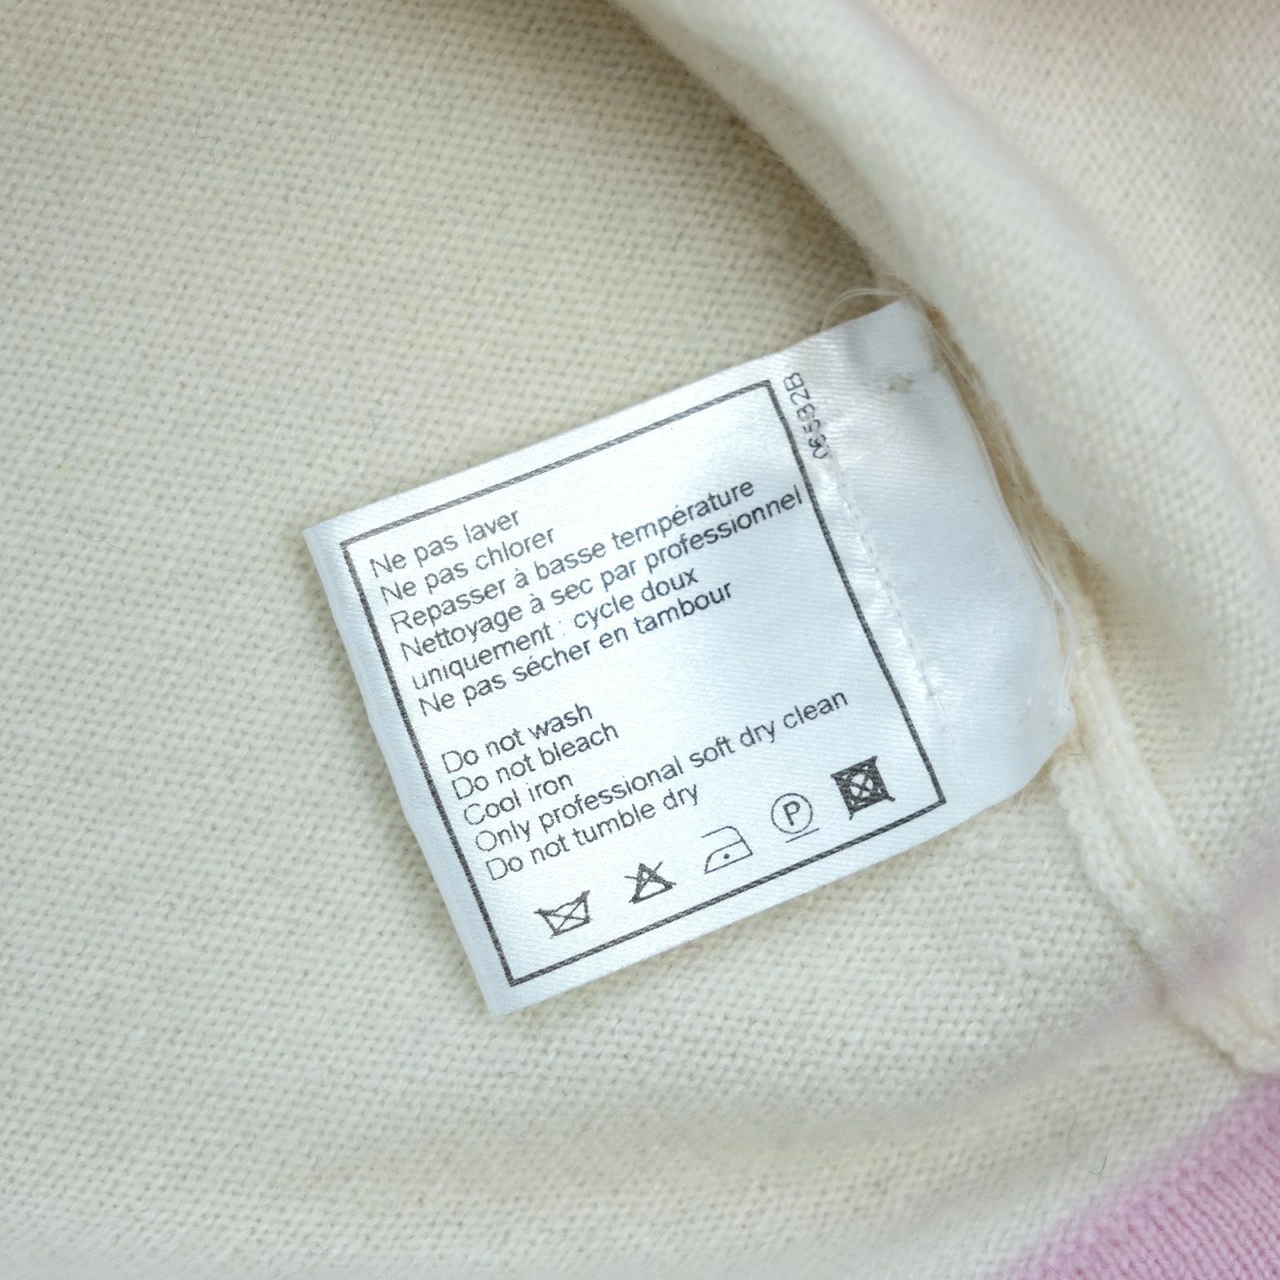 06532B
Ne pas laver
Ne pas chlorer
Repasser à basse température
Nettoyage à sec par professionnel
uniquement : cycle doux
Ne pas sécher en tambour
Do not wash
Do not bleach
Cool iron
Only professional soft dry clean
Do not tumble dry
P